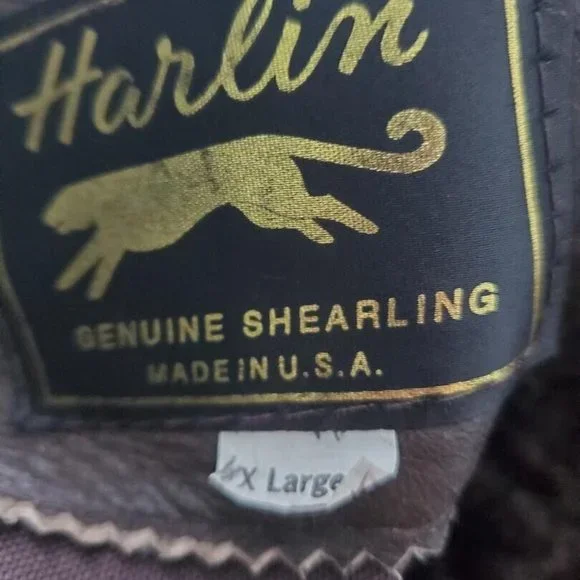 Harlin
GENUINE SHEARLING
MADE IN U.S.A.
X Large